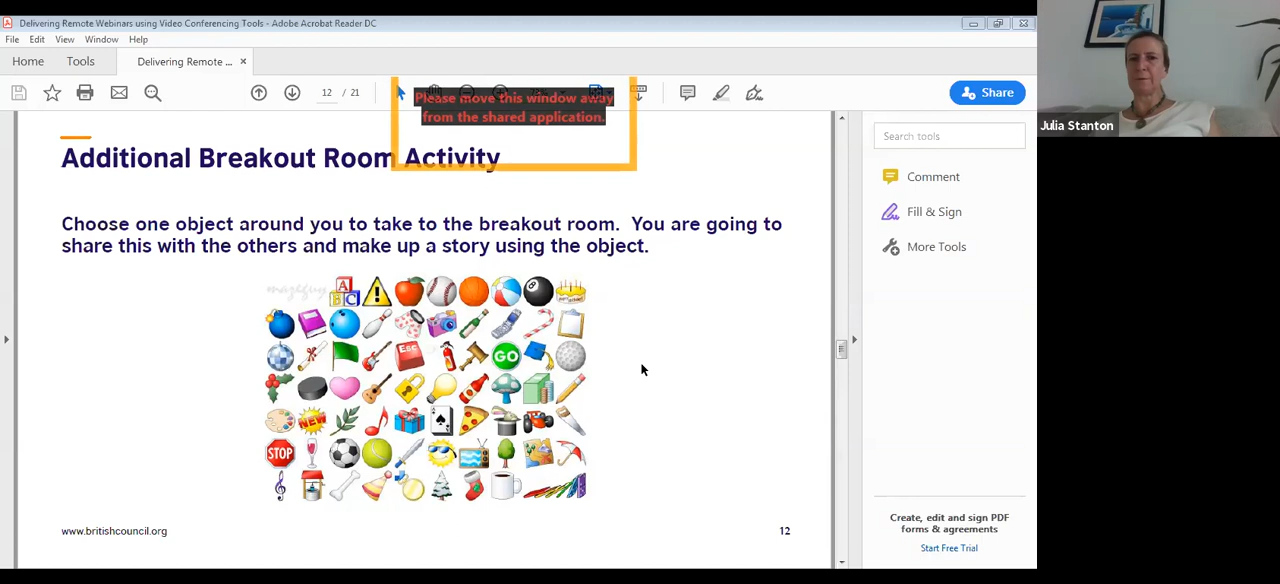 Delivering Remote Webinars using Video Conferencing Tools - Adobe Acrobat Reader DC
File Edit View Window Help
Home Tools Delivering Remote ... ×
12 / 21
Share
Please move this window away
from the shared application.
Julia Stanton
Search tools
Comment
Fill & Sign
More Tools
Additional Breakout Room Activity
Choose one object around you to take to the breakout room. You are going to
share this with the others and make up a story using the object.
mazeguy
A
B C
8
Esc
GO
NEW
STOP
www.britishcouncil.org
12
Create, edit and sign PDF
forms & agreements
Start Free Trial